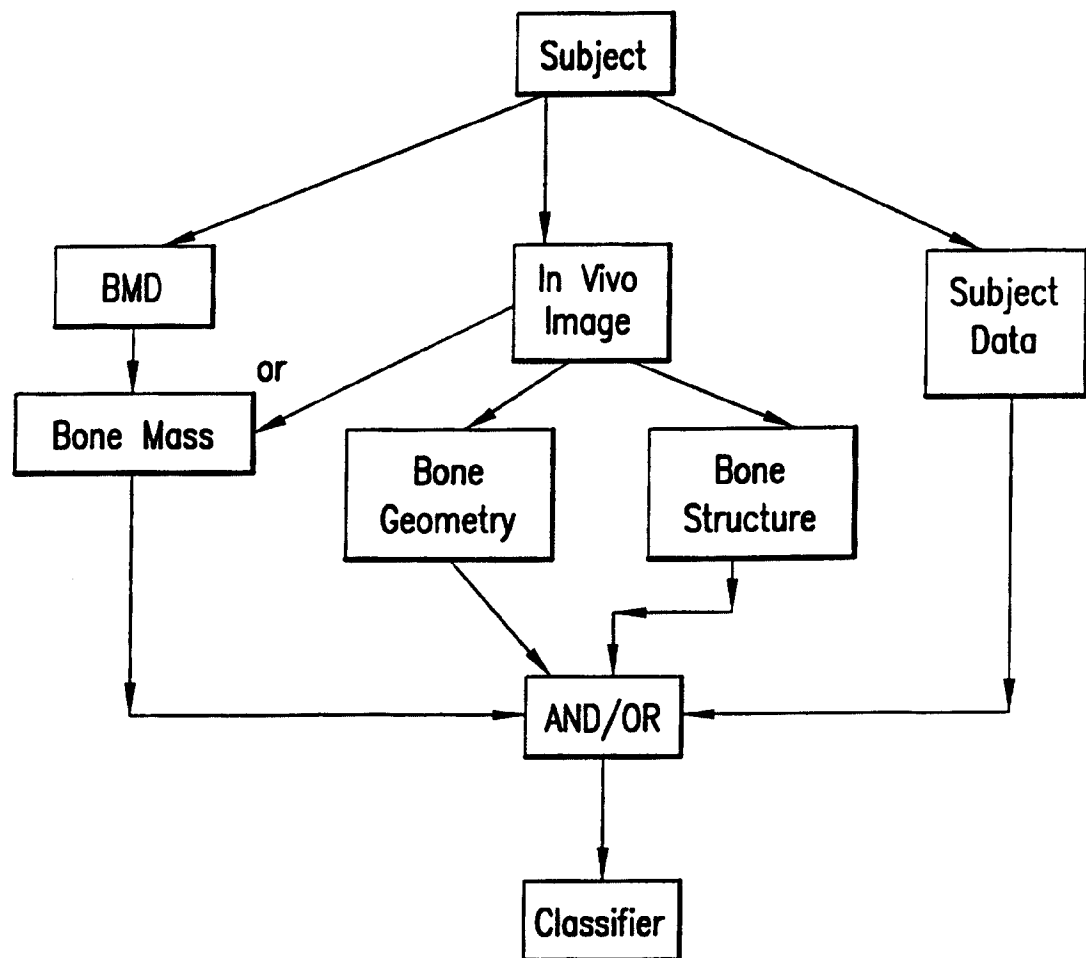 Subject
BMD
In Vivo
Image
Subject
Data
or
Bone Mass
Bone
Geometry
Bone
Structure
AND/OR
Classifier